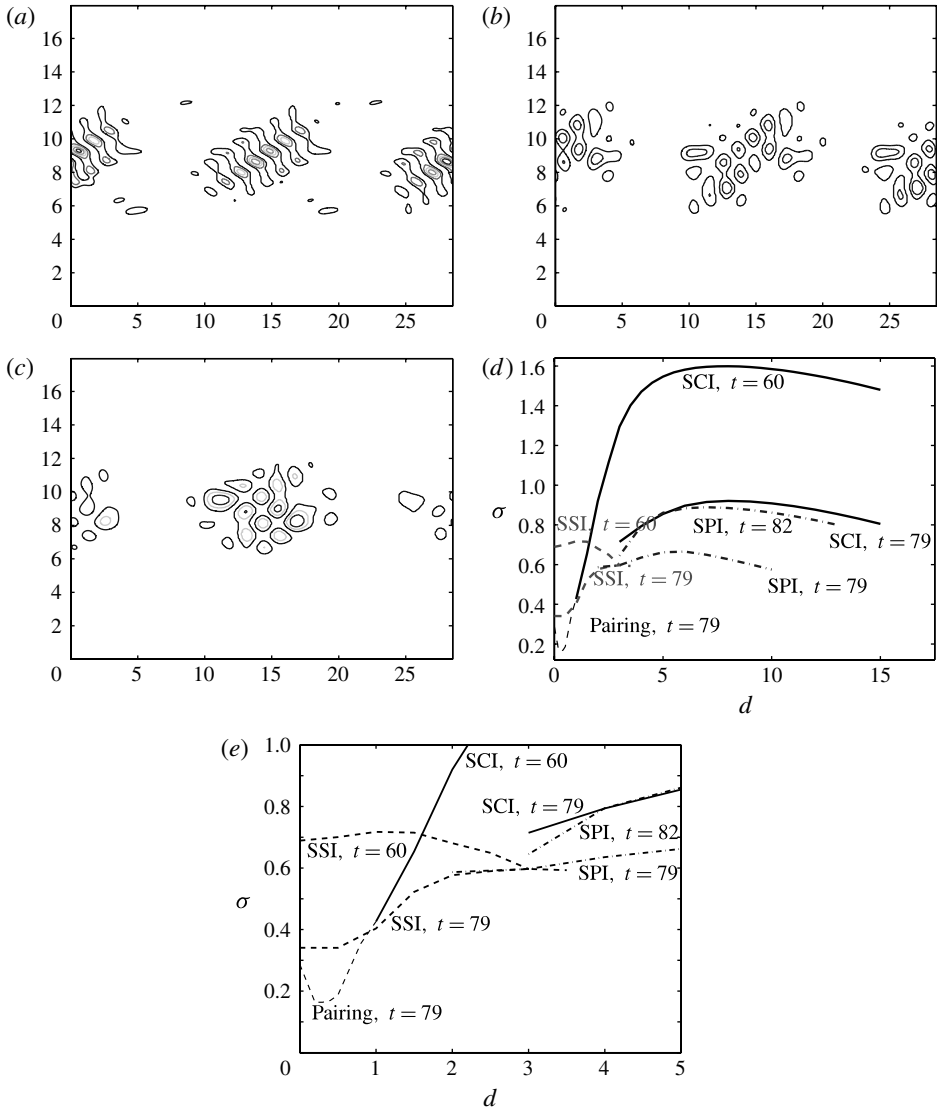 (a)
16
14
12
10
8
6
4
2
0
5
10
15
20
25
(b)
16
14
12
10
8
6
4
2
0
5
10
15
20
25
(c)
16
14
12
10
8
6
4
2
0
5
10
15
20
25
(d)
1.6
1.4
1.2
1.0
0.8
0.6
0.4
0.2
σ
SCI, t = 60
SSI, t = 60
SPI, t = 82
SCI, t = 79
SSI, t = 79
SPI, t = 79
Pairing, t = 79
0
5
10
15
d
(e)
1.0
0.8
0.6
0.4
0.2
0
σ
SCI, t = 60
SCI, t = 79
SPI, t = 82
SSI, t = 60
SPI, t = 79
SSI, t = 79
Pairing, t = 79
1
2
3
4
5
d